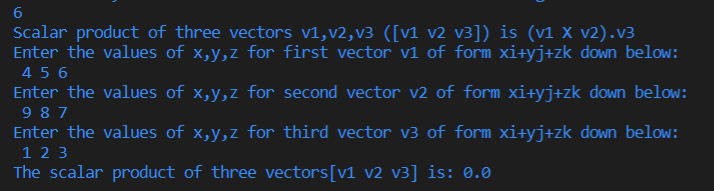 6
Scalar product of three vectors v1,v2,v3 ([v1 v2 v3]) is (v1 X v2).v3
Enter the values of x,y,z for first vector v1 of form xi+yj+zk down below:
4 5 6
Enter the values of x,y,z for second vector v2 of form xi+yj+zk down below:
9 8 7
Enter the values of x,y,z for third vector v3 of form xi+yj+zk down below:
1 2 3
The scalar product of three vectors[v1 v2 v3] is: 0.0